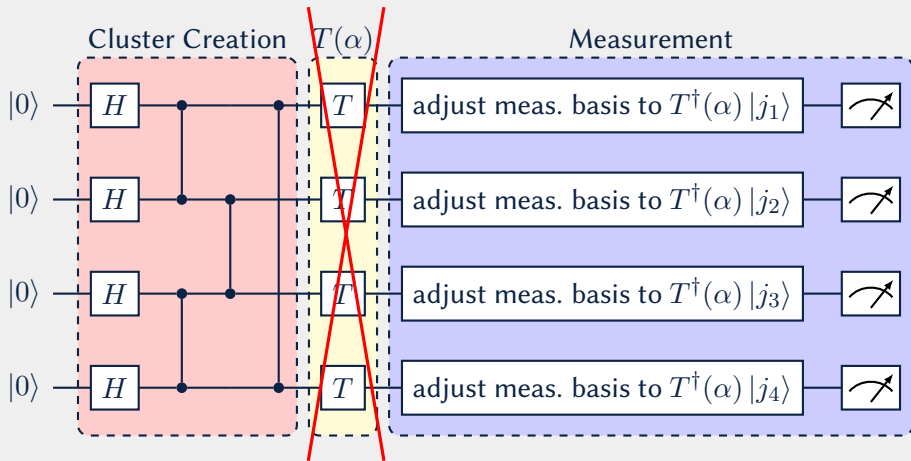 Cluster Creation T(α) Measurement
|0⟩ H T adjust meas. basis to T†(α) |j₁⟩
|0⟩ H T adjust meas. basis to T†(α) |j₂⟩
|0⟩ H T adjust meas. basis to T†(α) |j₃⟩
|0⟩ H T adjust meas. basis to T†(α) |j₄⟩